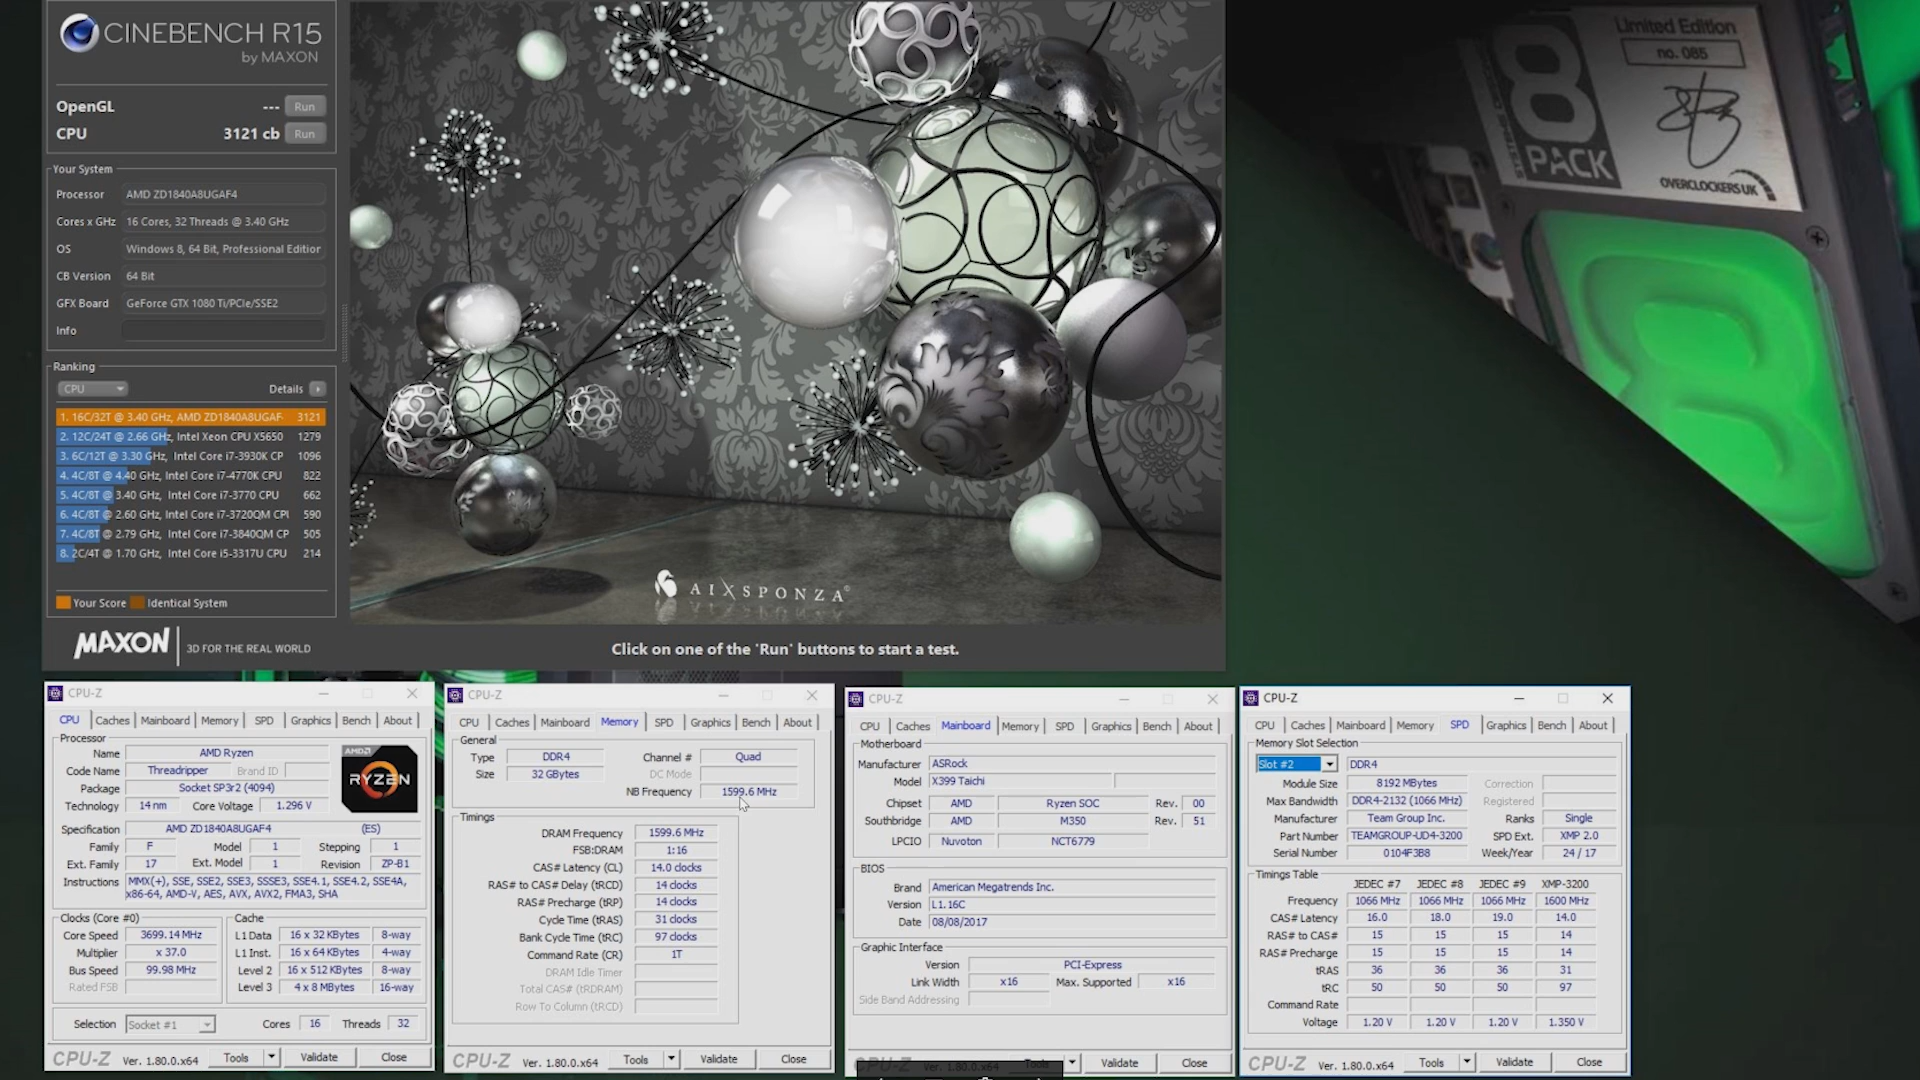 CINEBENCH R15
by MAXON
OpenGL --- Run
CPU 3121 cb Run
Your System
Processor AMD ZD1840A8UGAF4
Cores x GHz 16 Cores, 32 Threads @ 3.40 GHz
OS Windows 8, 64 Bit, Professional Edition
CB Version 64 Bit
GFX Board GeForce GTX 1080 Ti/PCIe/SSE2
Info
Ranking
CPU Details
1. 16C/32T @ 3.40 GHz, AMD ZD1840A8UGAF 3121
2. 12C/24T @ 2.66 GHz, Intel Xeon CPU X5650 1279
3. 6C/12T @ 3.30 GHz, Intel Core i7-3930K CP 1096
4. 4C/8T @ 4.40 GHz, Intel Core i7-4770K CPU 822
5. 4C/8T @ 3.40 GHz, Intel Core i7-3770 CPU 662
6. 4C/8T @ 2.60 GHz, Intel Core i7-3720QM CPU 590
7. 4C/8T @ 2.79 GHz, Intel Core i7-3840QM CP 505
8. 2C/4T @ 1.70 GHz, Intel Core i5-3317U CPU 214
Your Score Identical System
MAXON 3D FOR THE REAL WORLD
AIXSPONZA®
Click on one of the 'Run' buttons to start a test.
Limited Edition
no. 085
8 PACK
OVERCLOCKERS UK
CPU-Z
CPU Caches Mainboard Memory SPD Graphics Bench About
Processor
Name AMD Ryzen
Code Name Threadripper Brand ID
Package Socket SP3r2 (4094)
Technology 14 nm Core Voltage 1.296 V
AMD RYZEN
Specification AMD ZD1840A8UGAF4 (ES)
Family F Model 1 Stepping 1
Ext. Family 17 Ext. Model 1 Revision ZP-B1
Instructions MMX(+), SSE, SSE2, SSE3, SSSE3, SSE4.1, SSE4.2, SSE4A,
x86-64, AMD-V, AES, AVX, AVX2, FMA3, SHA
Clocks (Core #0)
Core Speed 3699.14 MHz
Multiplier x 37.0
Bus Speed 99.98 MHz
Rated FSB
Cache
L1 Data 16 x 32 KBytes 8-way
L1 Inst. 16 x 64 KBytes 4-way
Level 2 16 x 512 KBytes 8-way
Level 3 4 x 8 MBytes 16-way
Selection Socket #1 Cores 16 Threads 32
CPU-Z Ver. 1.80.0.x64 Tools Validate Close
CPU-Z
CPU Caches Mainboard Memory SPD Graphics Bench About
General
Type DDR4 Channel # Quad
Size 32 GBytes DC Mode
NB Frequency 1599.6 MHz
Timings
DRAM Frequency 1599.6 MHz
FSB:DRAM 1:16
CAS# Latency (CL) 14.0 clocks
RAS# to CAS# Delay (tRCD) 14 clocks
RAS# Precharge (tRP) 14 clocks
Cycle Time (tRAS) 31 clocks
Bank Cycle Time (tRC) 97 clocks
Command Rate (CR) 1T
DRAM Idle Timer
Total CAS# (tRDRAM)
Row To Column (tRCD)
CPU-Z Ver. 1.80.0.x64 Tools Validate Close
CPU-Z
CPU Caches Mainboard Memory SPD Graphics Bench About
Motherboard
Manufacturer ASRock
Model X399 Taichi
Chipset AMD Ryzen SOC Rev. 00
Southbridge AMD M350 Rev. 51
LPCIO Nuvoton NCT6779
BIOS
Brand American Megatrends Inc.
Version L1.16C
Date 08/08/2017
Graphic Interface
Version PCI-Express
Link Width x16 Max. Supported x16
Side Band Addressing
CPU-Z Ver. 1.80.0.x64 Tools Validate Close
CPU-Z
CPU Caches Mainboard Memory SPD Graphics Bench About
Memory Slot Selection
Slot #2 DDR4
Module Size 8192 MBytes Correction
Max Bandwidth DDR4-2132 (1066 MHz) Registered
Manufacturer Team Group Inc. Ranks Single
Part Number TEAMGROUP-UD4-3200 SPD Ext. XMP 2.0
Serial Number 0104F3B8 Week/Year 24 / 17
Timings Table
JEDEC #7 JEDEC #8 JEDEC #9 XMP-3200
Frequency 1066 MHz 1066 MHz 1066 MHz 1600 MHz
CAS# Latency 16.0 18.0 19.0 14.0
RAS# to CAS# 15 15 15 14
RAS# Precharge 15 15 15 14
tRAS 36 36 36 31
tRC 50 50 50 97
Command Rate
Voltage 1.20 V 1.20 V 1.20 V 1.350 V
CPU-Z Ver. 1.80.0.x64 Tools Validate Close